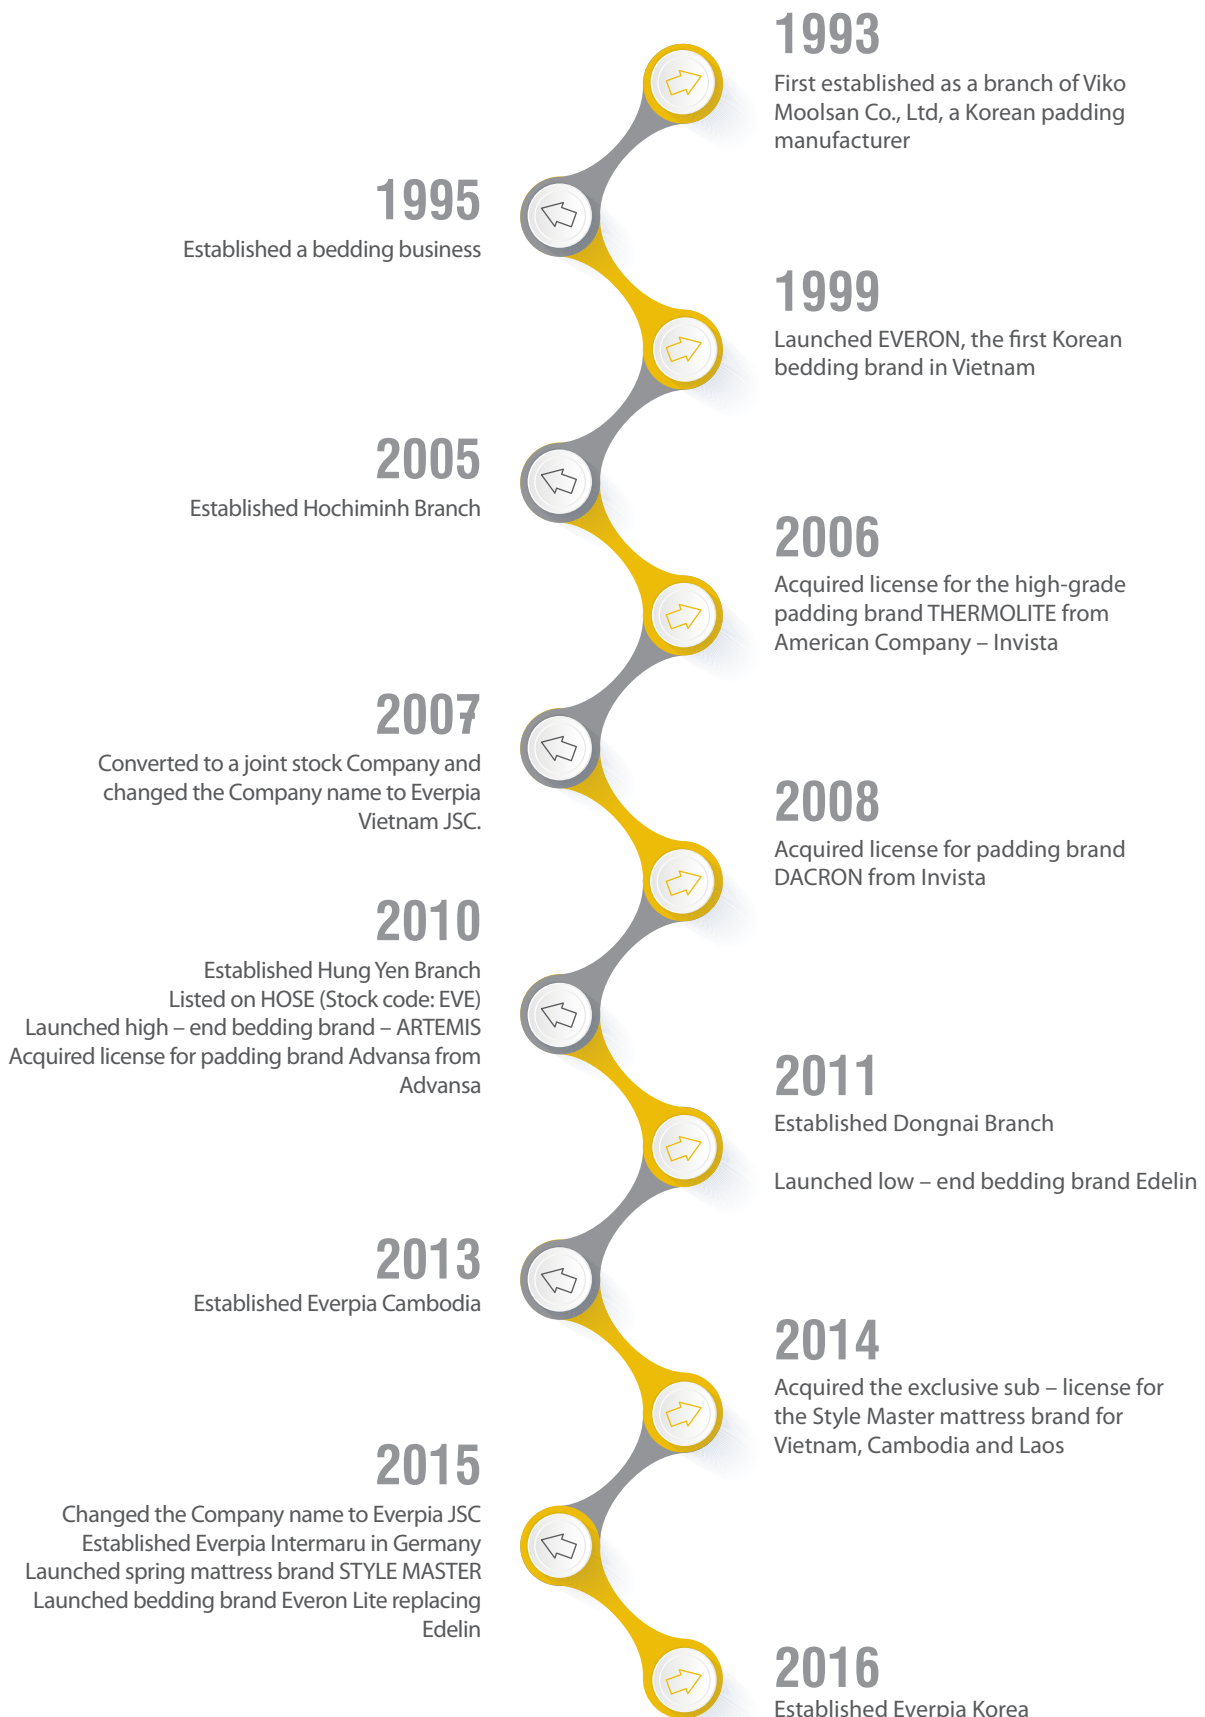 1993
First established as a branch of Viko
Moolsan Co., Ltd, a Korean padding
manufacturer
1995
Established a bedding business
1999
Launched EVERON, the first Korean
bedding brand in Vietnam
2005
Established Hochiminh Branch
2006
Acquired license for the high-grade
padding brand THERMOLITE from
American Company – Invista
2007
Converted to a joint stock Company and
changed the Company name to Everpia
Vietnam JSC.
2008
Acquired license for padding brand
DACRON from Invista
2010
Established Hung Yen Branch
Listed on HOSE (Stock code: EVE)
Launched high – end bedding brand – ARTEMIS
Acquired license for padding brand Advansa from
Advansa
2011
Established Dongnai Branch
Launched low – end bedding brand Edelin
2013
Established Everpia Cambodia
2014
Acquired the exclusive sub – license for
the Style Master mattress brand for
Vietnam, Cambodia and Laos
2015
Changed the Company name to Everpia JSC
Established Everpia Intermaru in Germany
Launched spring mattress brand STYLE MASTER
Launched bedding brand Everon Lite replacing
Edelin
2016
Established Everpia Korea